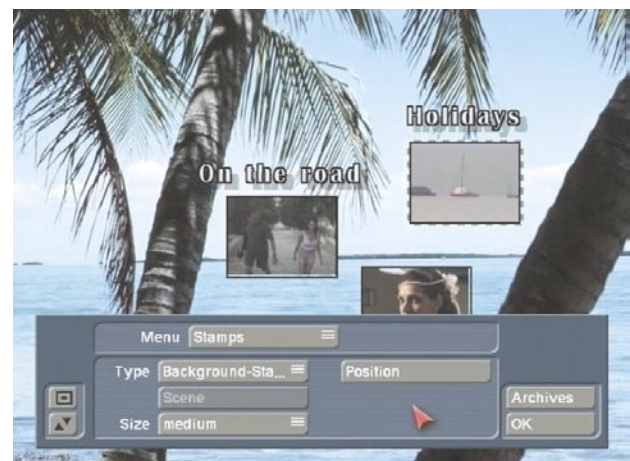 Holidays
On the road
Menu Stamps
Type Background-Sta... Position
Scene Archives
Size medium OK